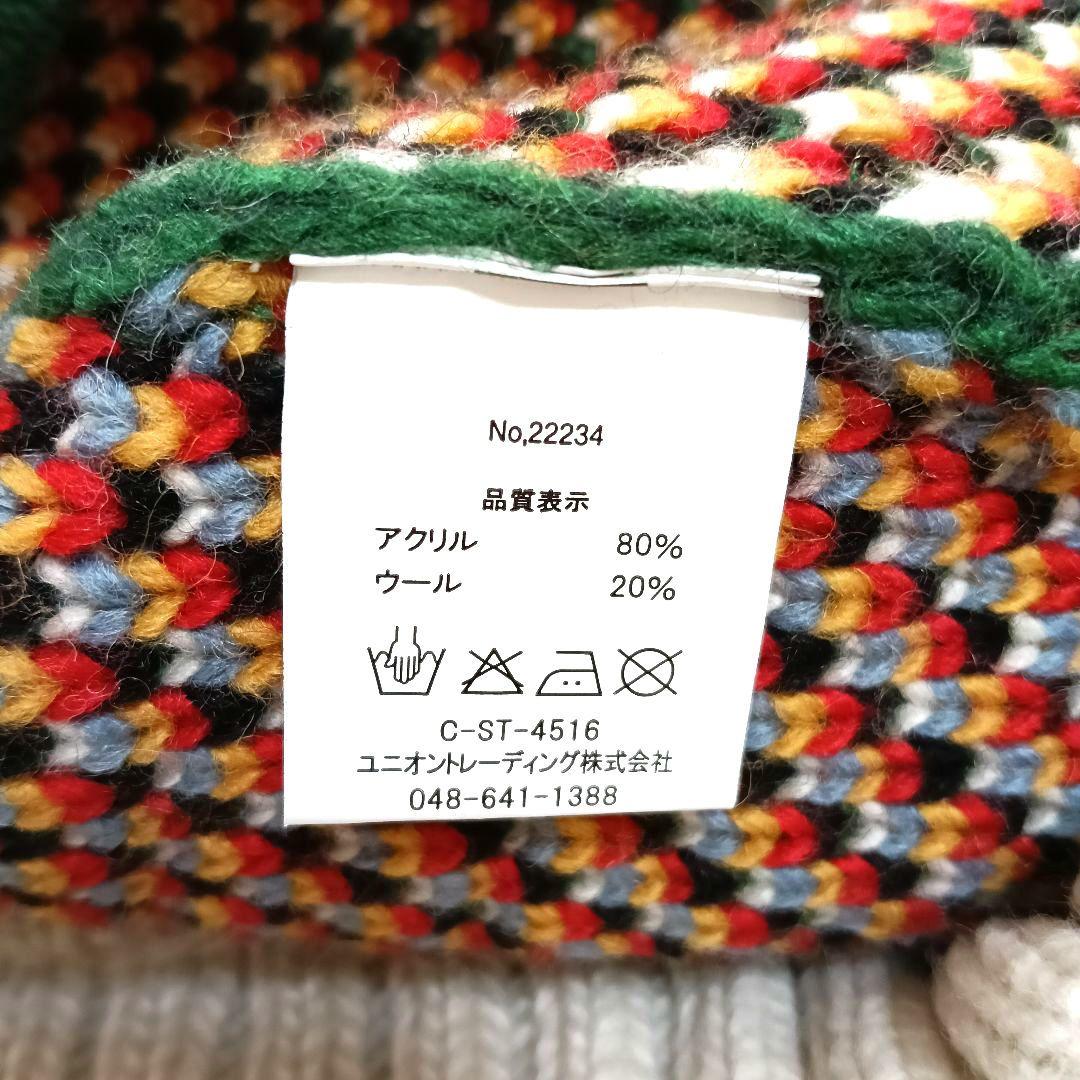 No,22234
品質表示
アクリル 80%
ウール 20%
C-ST-4516
ユニオントレーディング株式会社
048-641-1388